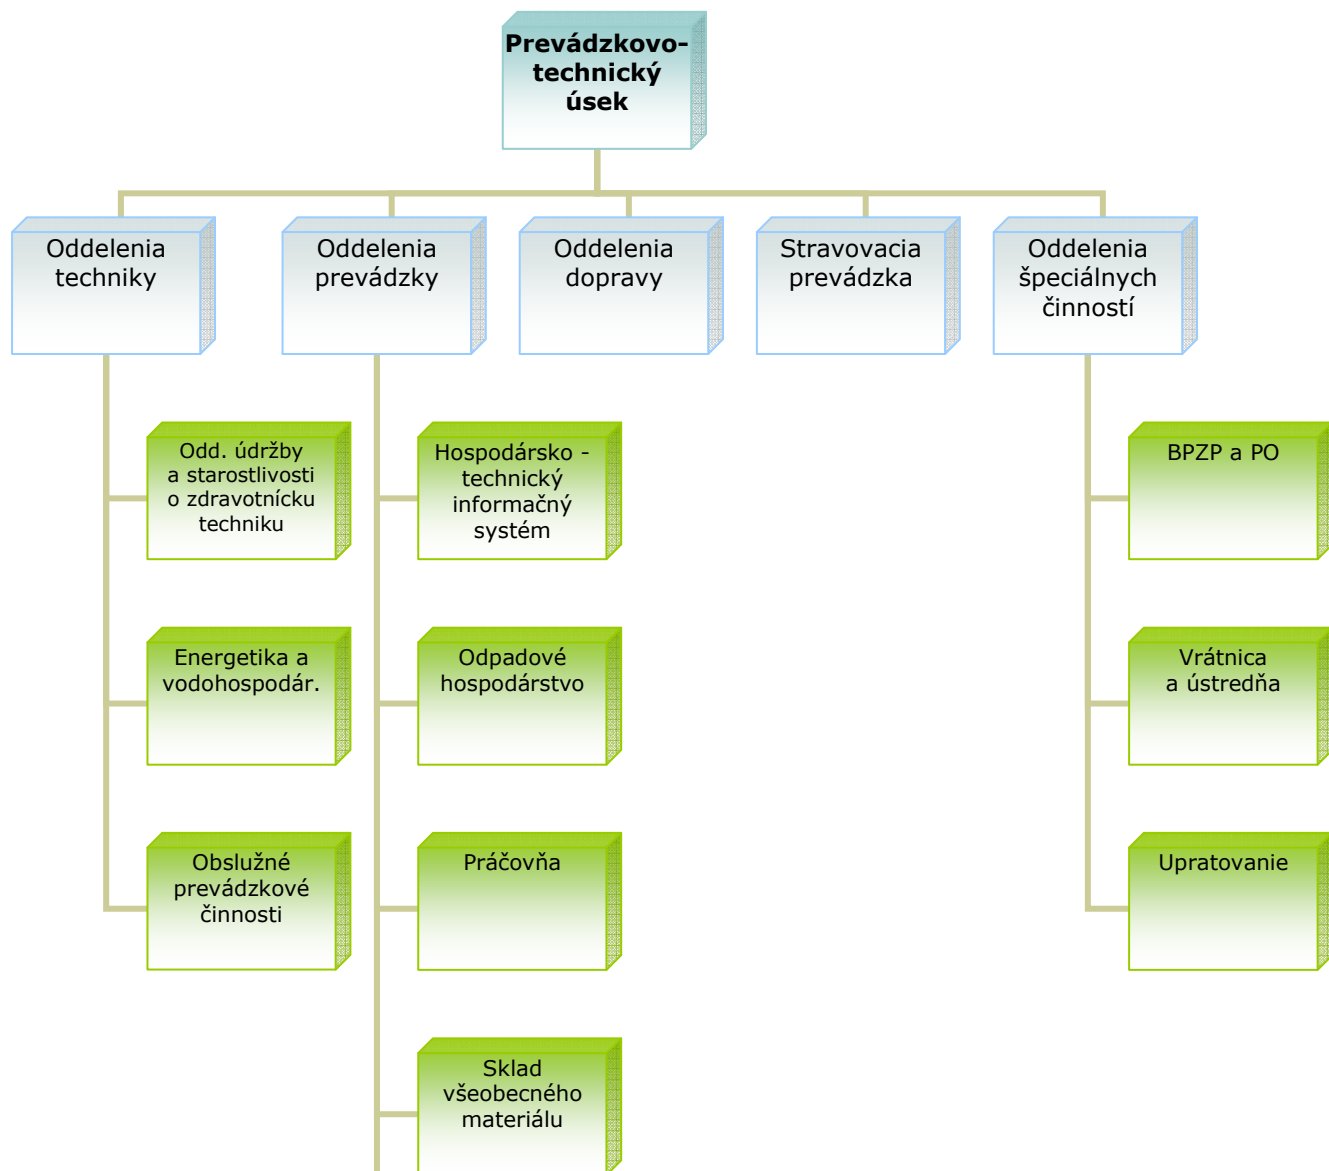 Prevádzkovo-
technický
úsek
Oddelenia
techniky
Oddelenia
prevádzky
Oddelenia
dopravy
Stravovacia
prevádzka
Oddelenia
špeciálnych
činností
Odd. údržby
a starostlivosti
o zdravotnícku
techniku
Hospodársko -
technický
informačný
systém
BPZP a PO
Energetika a
vodohospodár.
Odpadové
hospodárstvo
Vrátnica
a ústredňa
Obslužné
prevádzkové
činnosti
Práčovňa
Upratovanie
Sklad
všeobecného
materiálu